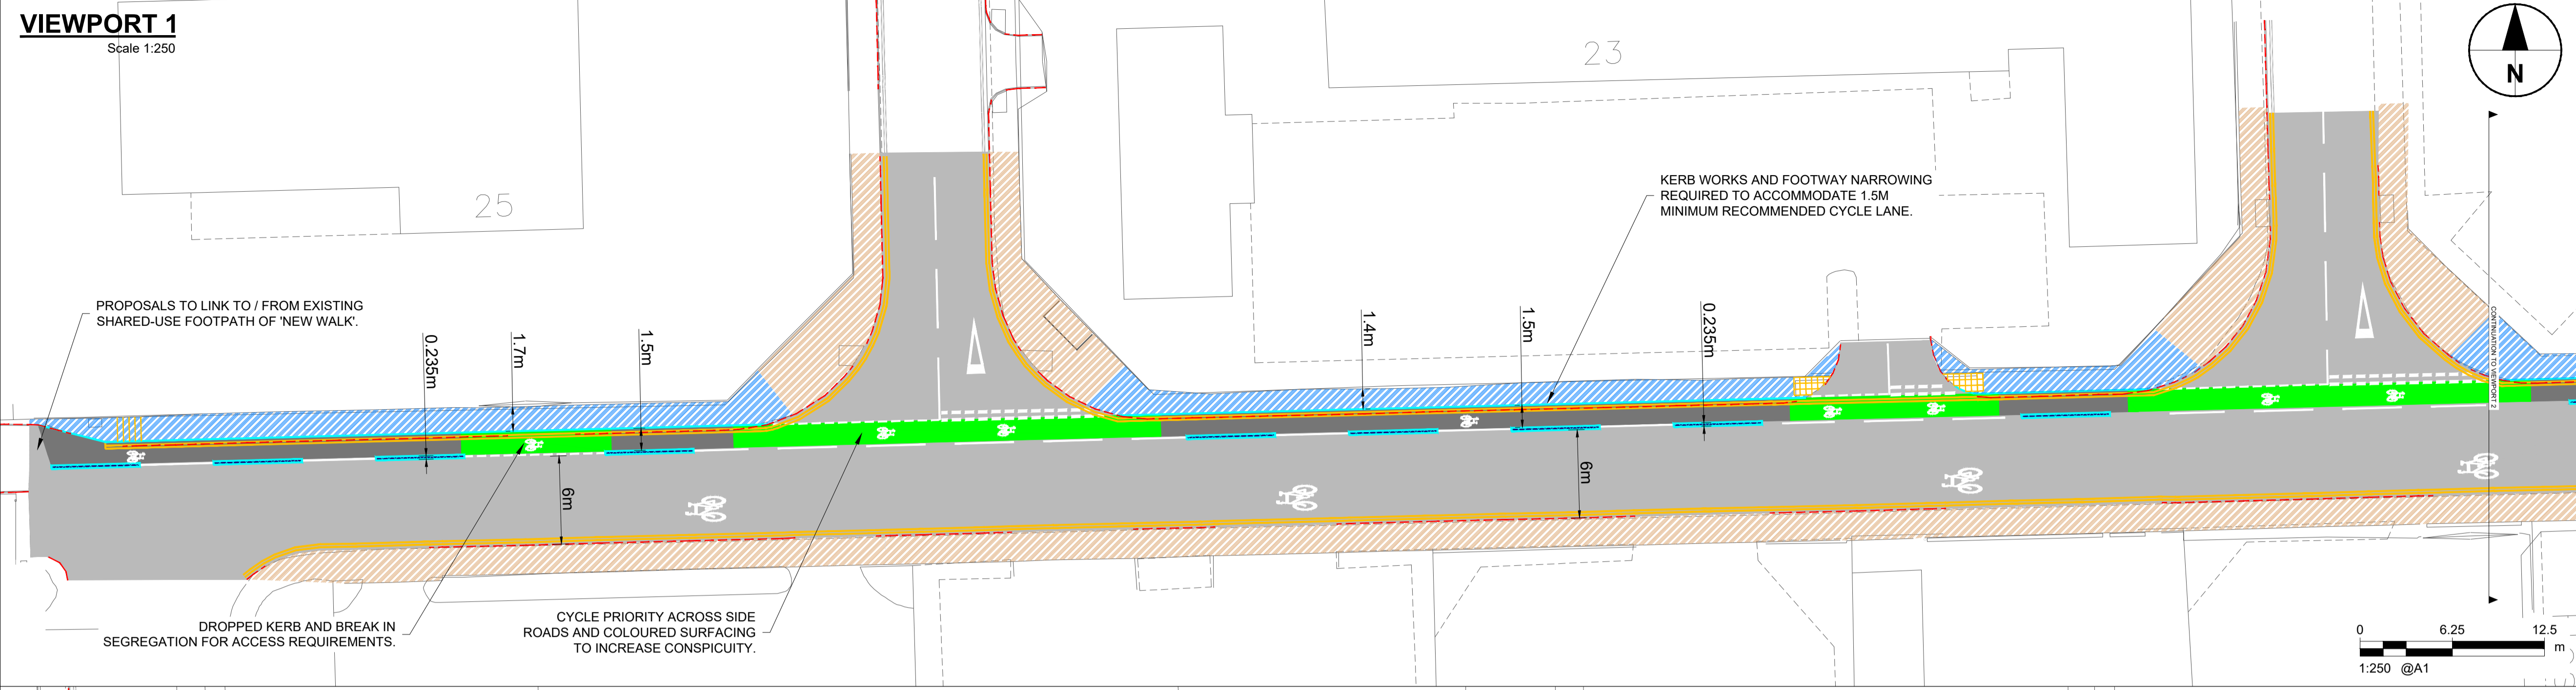 VIEWPORT 1
Scale 1:250
25
23
N
KERB WORKS AND FOOTWAY NARROWING
REQUIRED TO ACCOMMODATE 1.5M
MINIMUM RECOMMENDED CYCLE LANE.
PROPOSALS TO LINK TO / FROM EXISTING
SHARED-USE FOOTPATH OF 'NEW WALK'.
0.235m
1.7m
1.5m
1.4m
1.5m
0.235m
CONTINUATION TO VIEWPORT 2
6m
6m
DROPPED KERB AND BREAK IN
SEGREGATION FOR ACCESS REQUIREMENTS.
CYCLE PRIORITY ACROSS SIDE
ROADS AND COLOURED SURFACING
TO INCREASE CONSPICUITY.
0 6.25 12.5
m
1:250 @A1